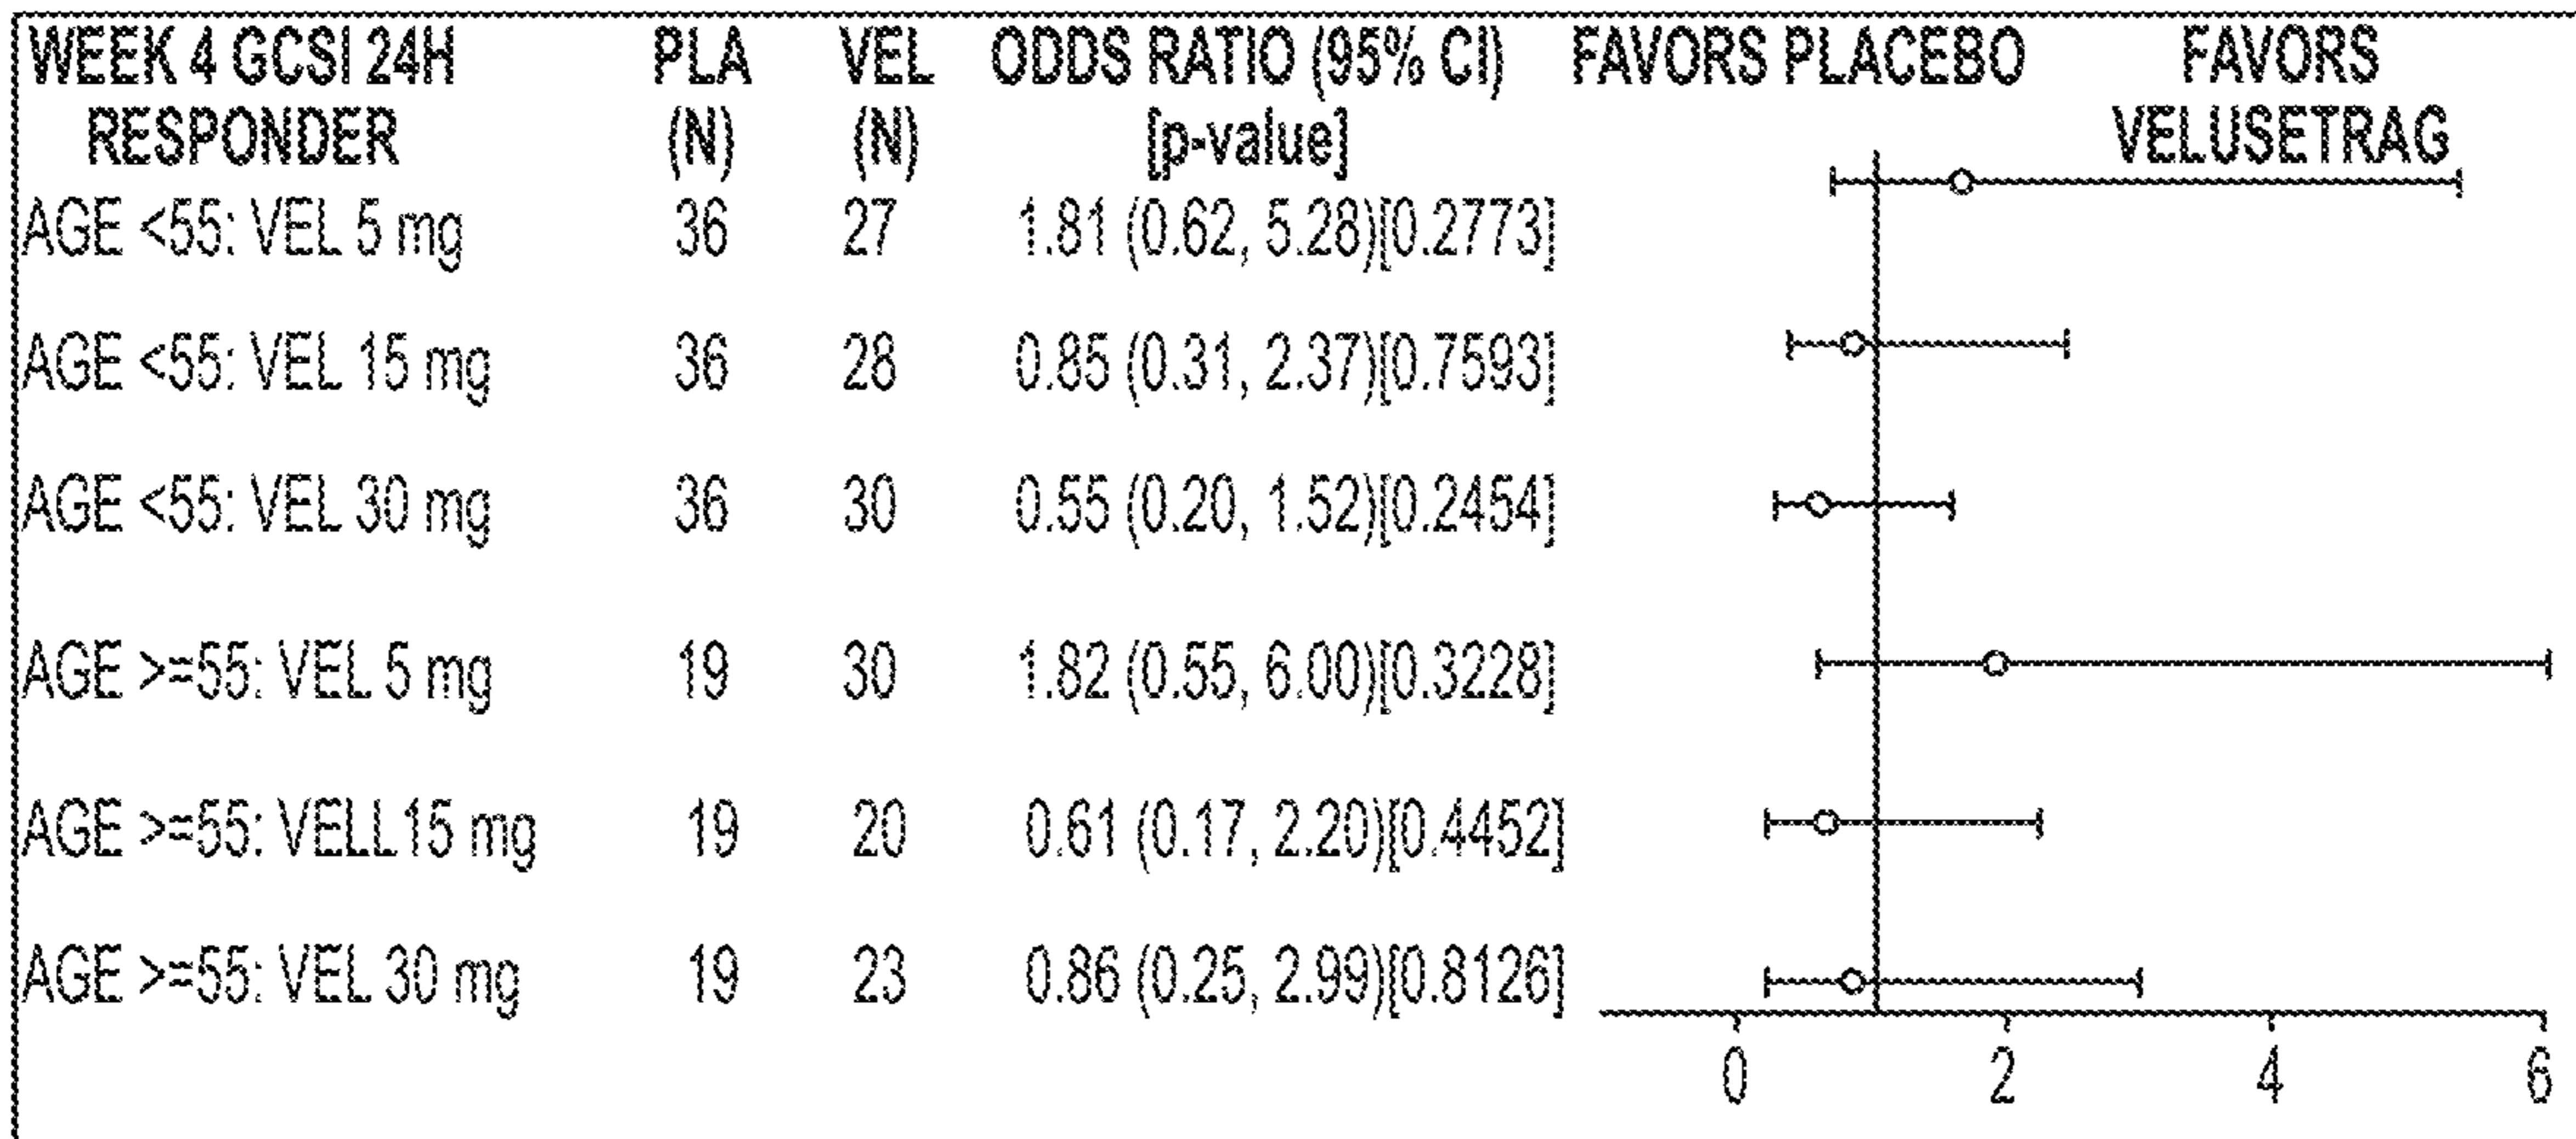 WEEK 4 GCSI 24H PLA VEL ODDS RATIO (95% CI) FAVORS PLACEBO FAVORS
RESPONDER (N) (N) [p-value] VELUSETRAG
AGE <55: VEL 5 mg 36 27 1.81 (0.62, 5.28)[0.2773]
AGE <55: VEL 15 mg 36 28 0.85 (0.31, 2.37)[0.7593]
AGE <55: VEL 30 mg 36 30 0.55 (0.20, 1.52)[0.2454]
AGE >=55: VEL 5 mg 19 30 1.82 (0.55, 6.00)[0.3228]
AGE >=55: VELL15 mg 19 20 0.61 (0.17, 2.20)[0.4452]
AGE >=55: VEL 30 mg 19 23 0.86 (0.25, 2.99)[0.8126]
0 2 4 6